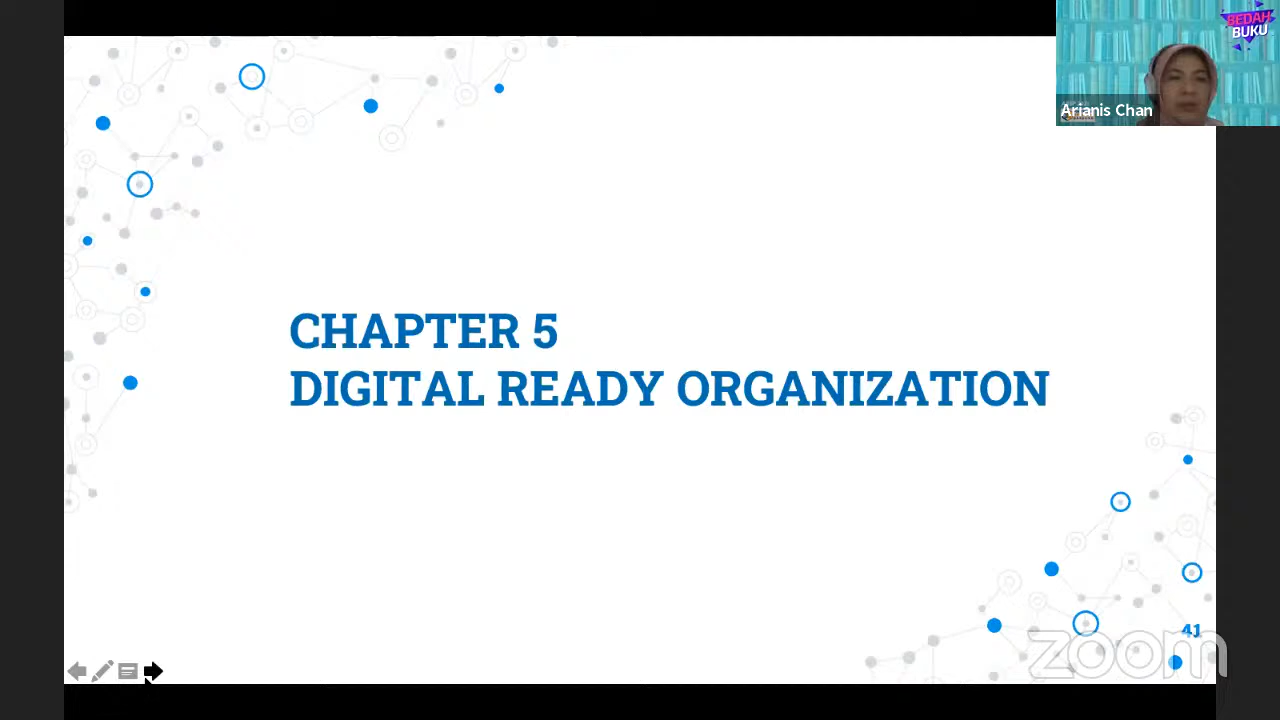 BEDAH
BUKU
Arianis Chan
CHAPTER 5
DIGITAL READY ORGANIZATION
41
zoom